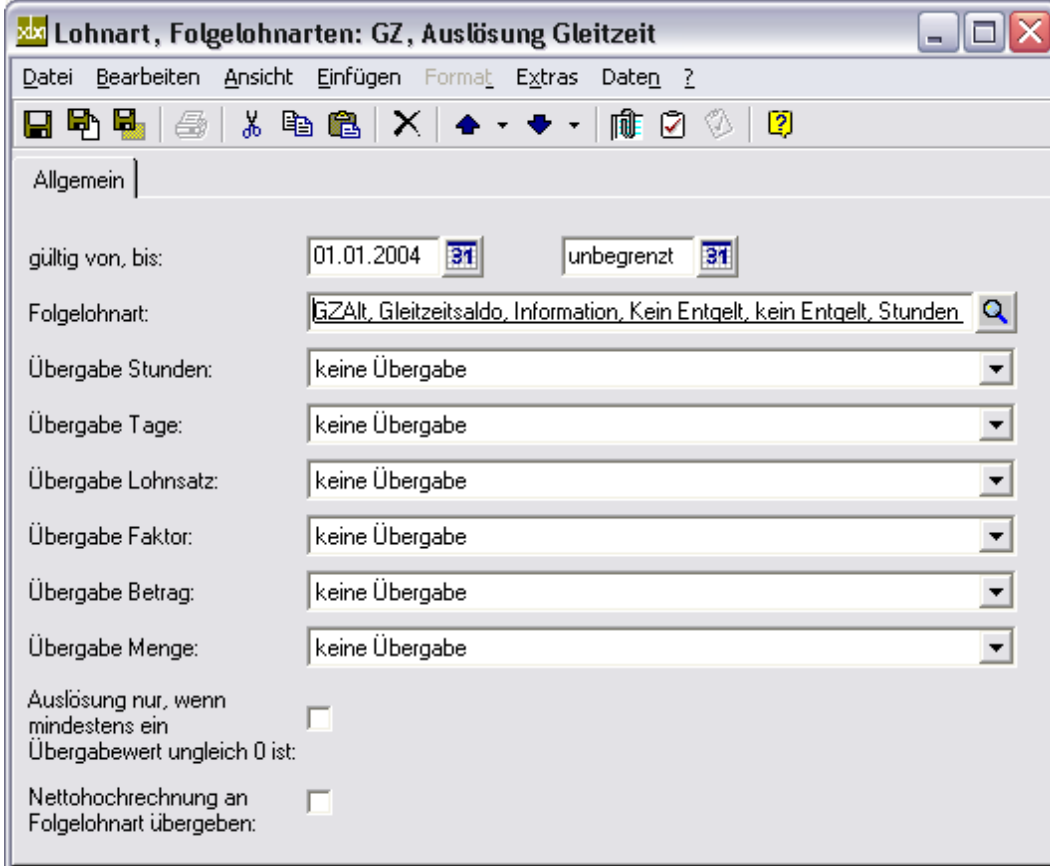 Lohnart, Folgelohnarten: GZ, Auslösung Gleitzeit
Datei Bearbeiten Ansicht Einfügen Format Extras Daten ?
Allgemein
gültig von, bis: 01.01.2004 31 unbegrenzt 31
Folgelohnart: GZAlt, Gleitzeitsaldo, Information, Kein Entgelt, kein Entgelt, Stunden
Übergabe Stunden: keine Übergabe
Übergabe Tage: keine Übergabe
Übergabe Lohnsatz: keine Übergabe
Übergabe Faktor: keine Übergabe
Übergabe Betrag: keine Übergabe
Übergabe Menge: keine Übergabe
Auslösung nur, wenn
mindestens ein
Übergabewert ungleich 0 ist:
Nettohochrechnung an
Folgelohnart übergeben: